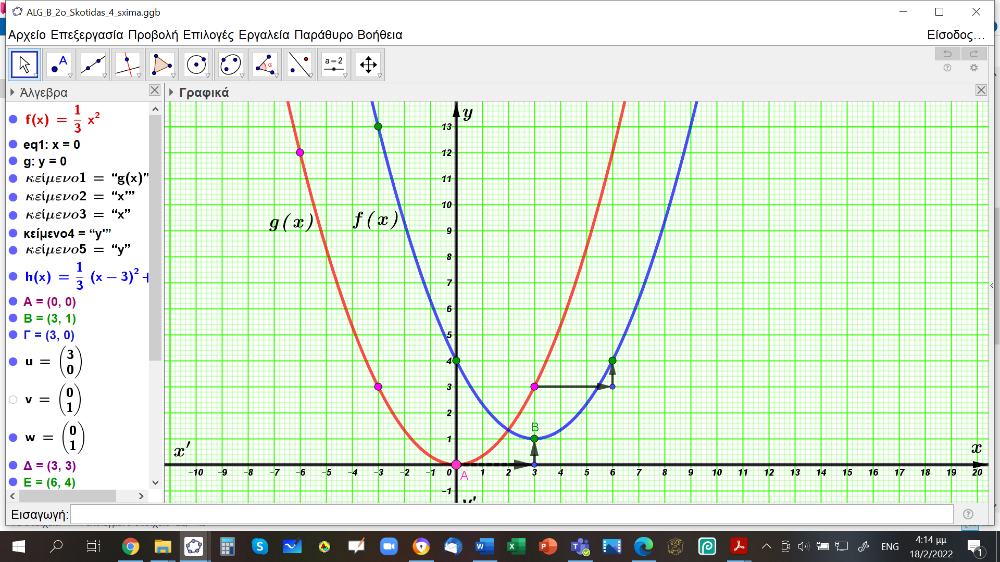 ALG_B_2o_Skotidas_4_sxima.ggb
Αρχείο Επεξεργασία Προβολή Επιλογές Εργαλεία Παράθυρο Βοήθεια Είσοδος…
A α a = 2
Άλγεβρα
Γραφικά
f(x) = 1/3 x²
eq1: x = 0
g: y = 0
κείμενο1 = “g(x)”
κείμενο2 = “x'”
κείμενο3 = “x”
κείμενο4 = “y'”
κείμενο5 = “y”
h(x) = 1/3 (x − 3)² +
A = (0, 0)
B = (3, 1)
Γ = (3, 0)
u = (3 0)
v = (0 1)
w = (0 1)
Δ = (3, 3)
E = (6, 4)
y
13
12
11
10
g(x) f(x)
9
8
7
6
5
4
3
2
B
1
x′ x
−10 −9 −8 −7 −6 −5 −4 −3 −2 −1 0 1 2 3 4 5 6 7 8 9 10 11 12 13 14 15 16 17 18 19 20
A
−1
y′
Εισαγωγή:
ENG
4:14 μμ
18/2/2022
1